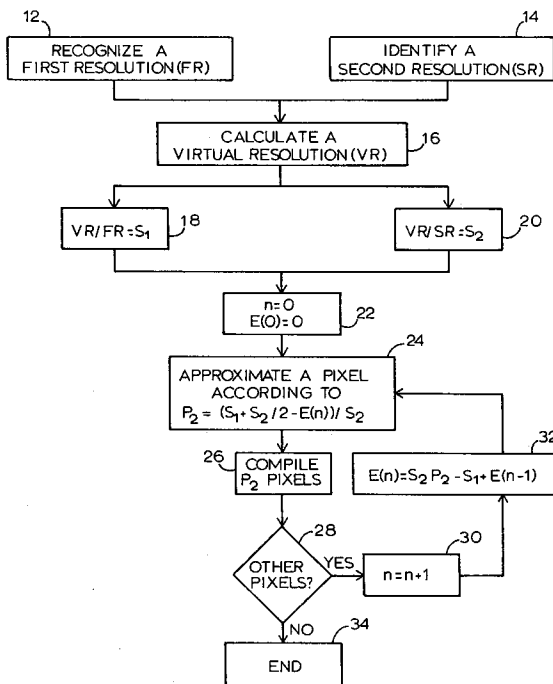 12
14
RECOGNIZE A
FIRST RESOLUTION(FR)
IDENTIFY A
SECOND RESOLUTION(SR)
CALCULATE A
VIRTUAL RESOLUTION(VR)
16
VR/FR=S₁
18
VR/SR=S₂
20
n=0
E(0)=0
22
24
APPROXIMATE A PIXEL
ACCORDING TO
P₂ = (S₁+S₂/2-E(n))/S₂
26
COMPILE
P₂ PIXELS
32
E(n)=S₂P₂-S₁+E(n-1)
28
OTHER
PIXELS?
YES
30
n=n+1
NO
34
END